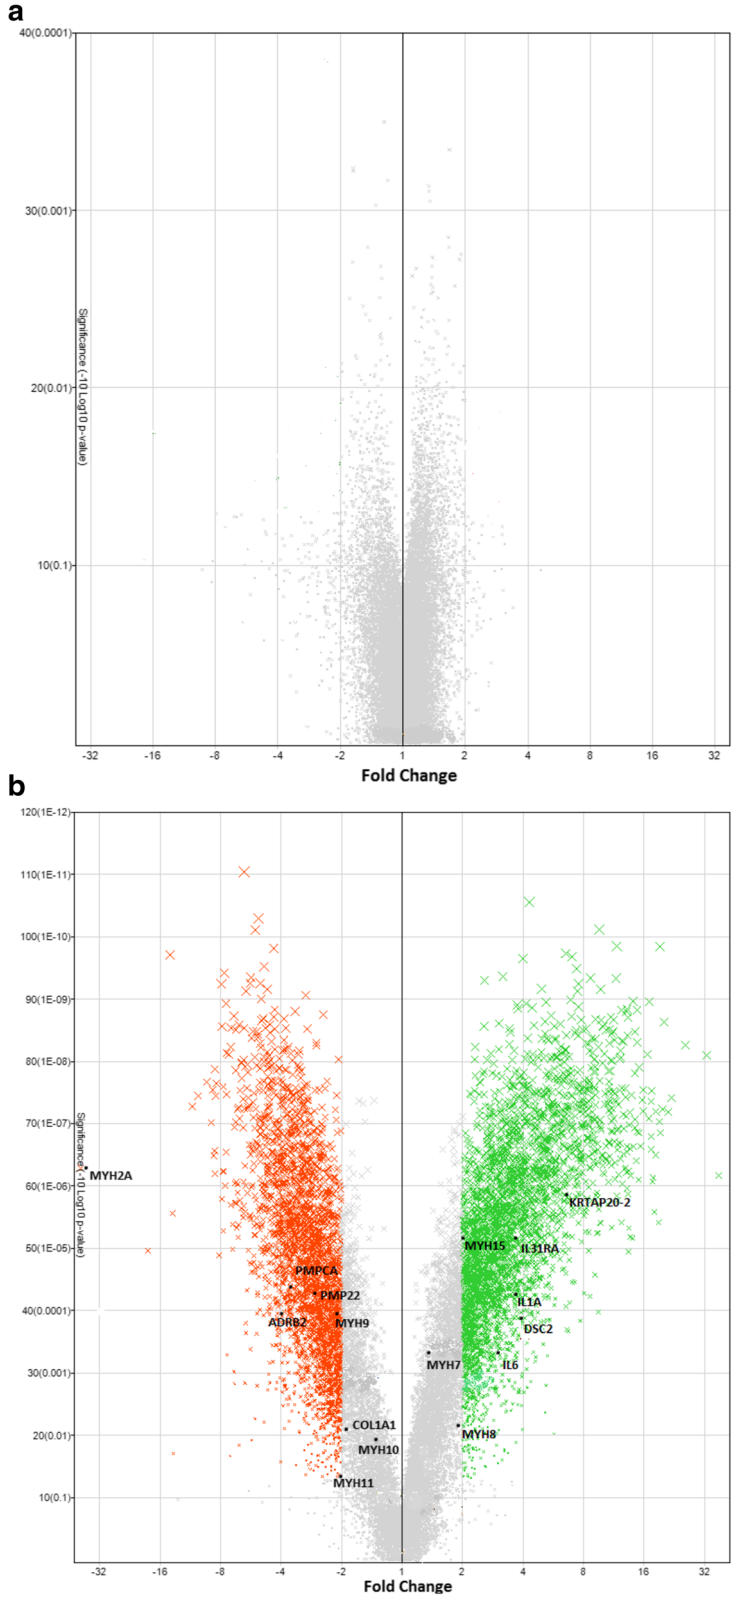 a
40(0.0001)
30(0.001)
20(0.01)
10(0.1)
Significance (-10 Log10 p-value)
-32 -16 -8 -4 -2 1 2 4 8 16 32
Fold Change
b
120(1E-12)
110(1E-11)
100(1E-10)
90(1E-09)
80(1E-08)
70(1E-07)
60(1E-06)
50(1E-05)
40(0.0001)
30(0.001)
20(0.01)
10(0.1)
Significance (-10 Log10 p-value)
MYH2A
KRTAP20-2
MYH15
IL31RA
PMPCA
PMP22
IL1A
ADRB2
MYH9
DSC2
MYH7
IL6
COL1A1
MYH8
MYH10
MYH11
-32 -16 -8 -4 -2 1 2 4 8 16 32
Fold Change